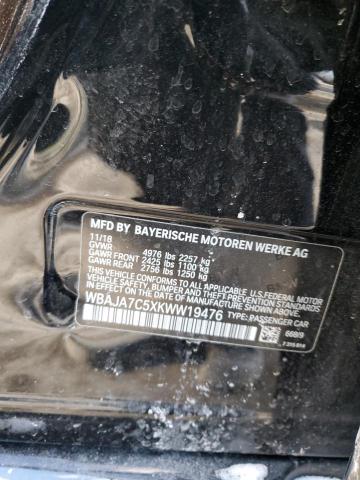 MFD BY BAYERISCHE MOTOREN WERKE AG
11/18
GVWR 4976 lbs 2257 kg
GAWR FRONT 2425 lbs 1100 kg
GAWR REAR 2756 lbs 1250 kg
THIS VEHICLE CONFORMS TO ALL APPLICABLE U.S. FEDERAL MOTOR
VEHICLE SAFETY, BUMPER AND THEFT PREVENTION STANDARDS
IN EFFECT ON THE DATE OF MANUFACTURE SHOWN ABOVE.
WBAJA7C5XKWW19476 TYPE: PASSENGER CAR
668/9